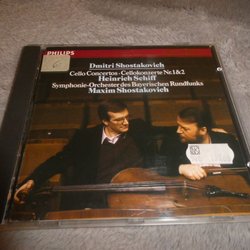 PHILIPS
Dmitri Shostakovich
Cello Concertos · Cellokonzerte Nr.1&2
Heinrich Schiff
Symphonie-Orchester des Bayerischen Rundfunks
Maxim Shostakovich